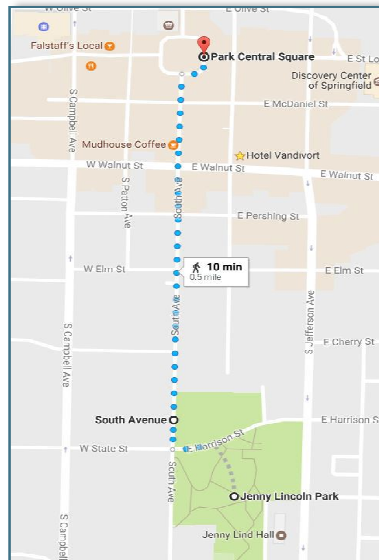 W Olive St
E Olive St
Falstaff's Local
Park Central Square
E St Lo
Discovery Center
of Springfield
E McDaniel St
S Campbell Ave
Mudhouse Coffee
Hotel Vandivort
W Walnut St
E Walnut St
E Walnut St
S Patton Ave
South Ave
E Pershing St
10 min
0.5 mile
W Elm St
E Elm St
South Ave
S Jefferson Ave
S Campbell Ave
E Cherry St
South Avenue
E Harrison S
E Harrison St
W State St
South Ave
Jenny Lincoln Park
S Campbell
Jenny Lind Hall